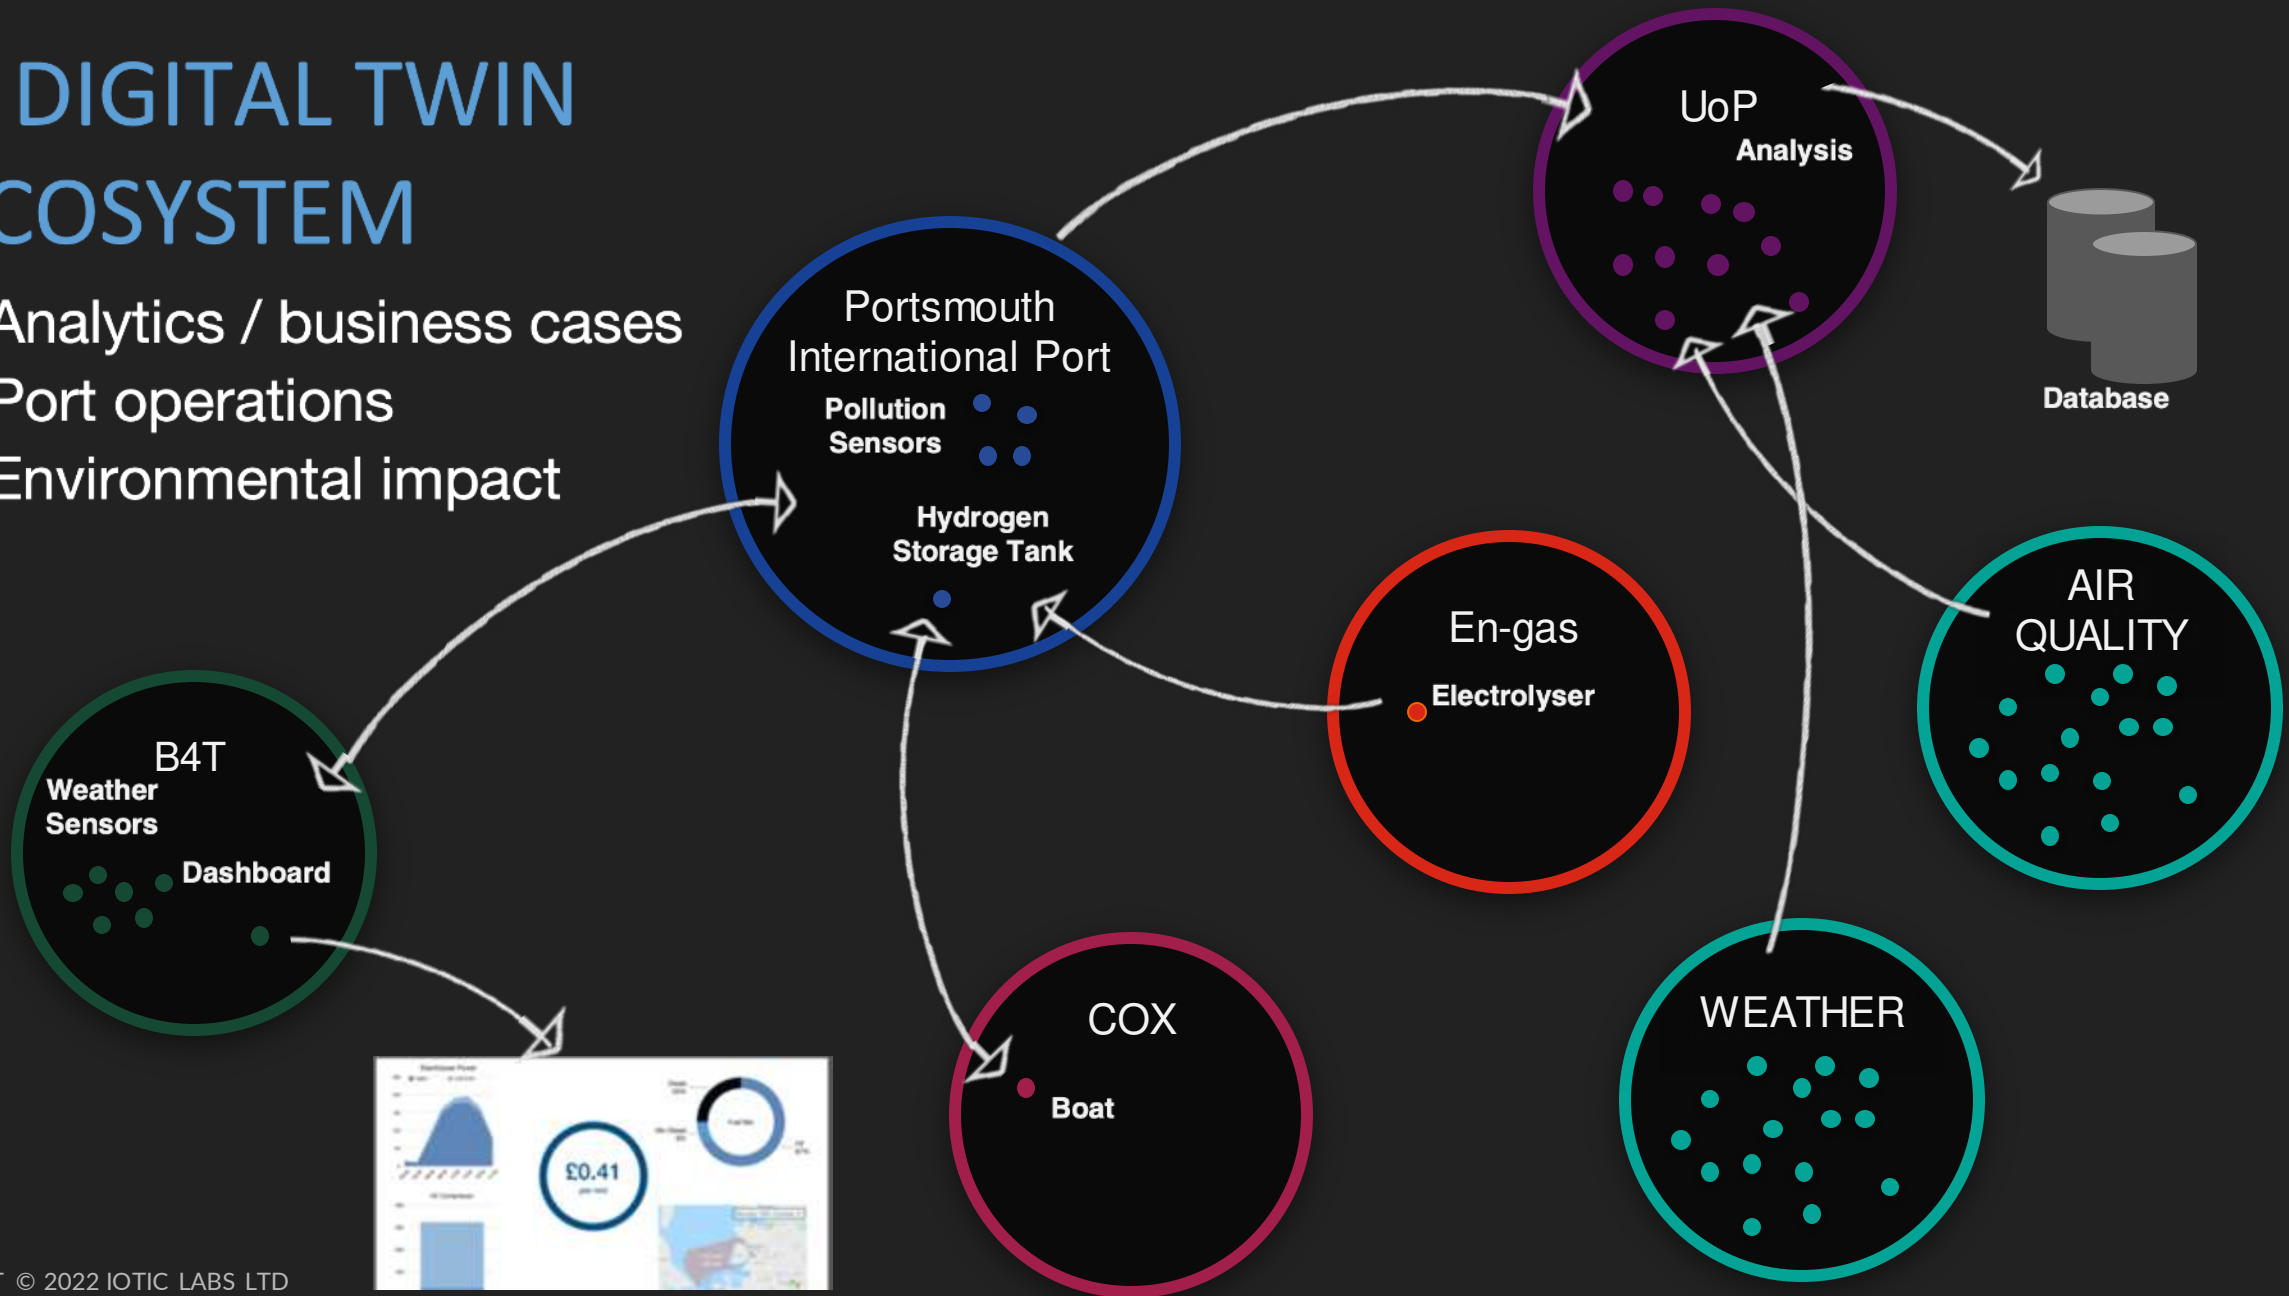 DIGITAL TWIN
COSYSTEM
Analytics / business cases
Port operations
Environmental impact
UoP
Analysis
Database
Portsmouth
International Port
Pollution
Sensors
Hydrogen
Storage Tank
En-gas
Electrolyser
AIR
QUALITY
B4T
Weather
Sensors
Dashboard
COX
Boat
WEATHER
£0.41
© 2022 IOTIC LABS LTD